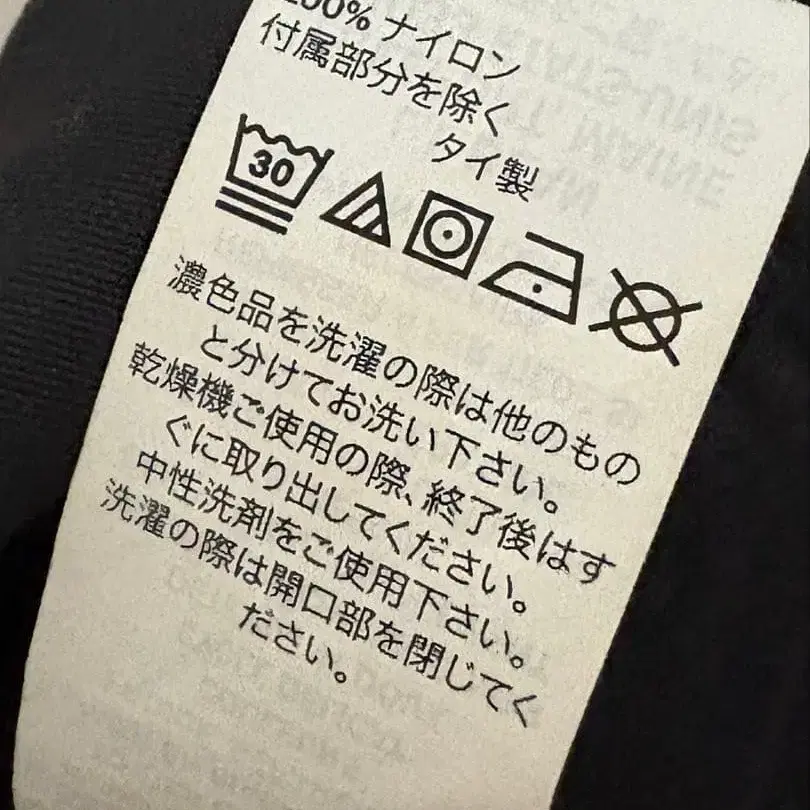 100% ナイロン
付属部分を除く
タイ製
30
濃色品を洗濯の際は他のもの
と分けてお洗い下さい。
乾燥機ご使用の際、終了後はす
ぐに取り出してください。
中性洗剤をご使用下さい。
洗濯の際は開口部を閉じてく
ださい。